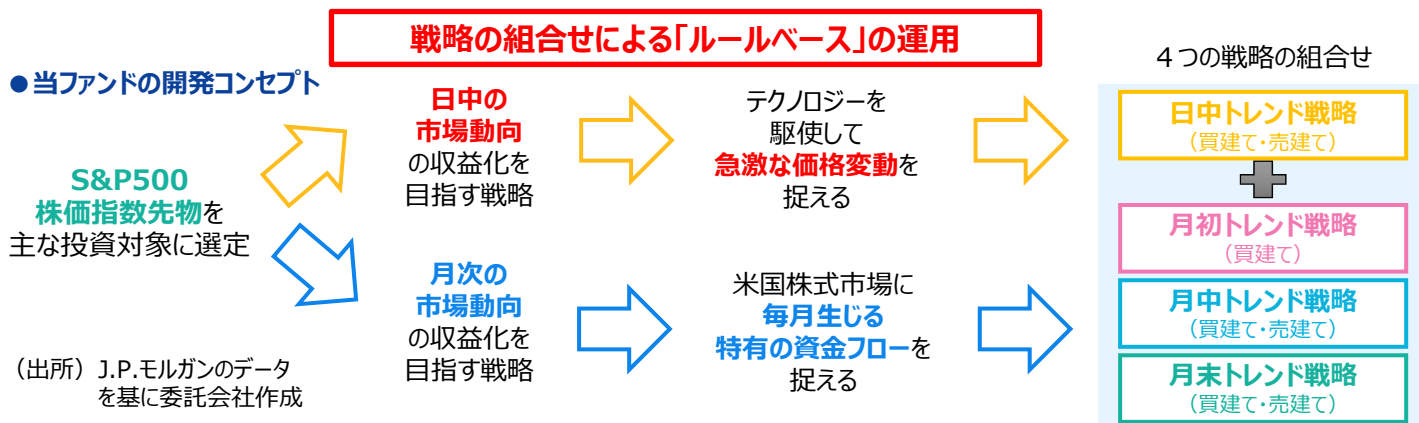 戦略の組合せによる「ルールベース」の運用
●当ファンドの開発コンセプト
S&P500
株価指数先物を
主な投資対象に選定
（出所）J.P.モルガンのデータ
を基に委託会社作成
日中の
市場動向
の収益化を
目指す戦略
テクノロジーを
駆使して
急激な価格変動を
捉える
月次の
市場動向
の収益化を
目指す戦略
米国株式市場に
毎月生じる
特有の資金フローを
捉える
４つの戦略の組合せ
日中トレンド戦略
（買建て・売建て）
月初トレンド戦略
（買建て）
月中トレンド戦略
（買建て・売建て）
月末トレンド戦略
（買建て・売建て）